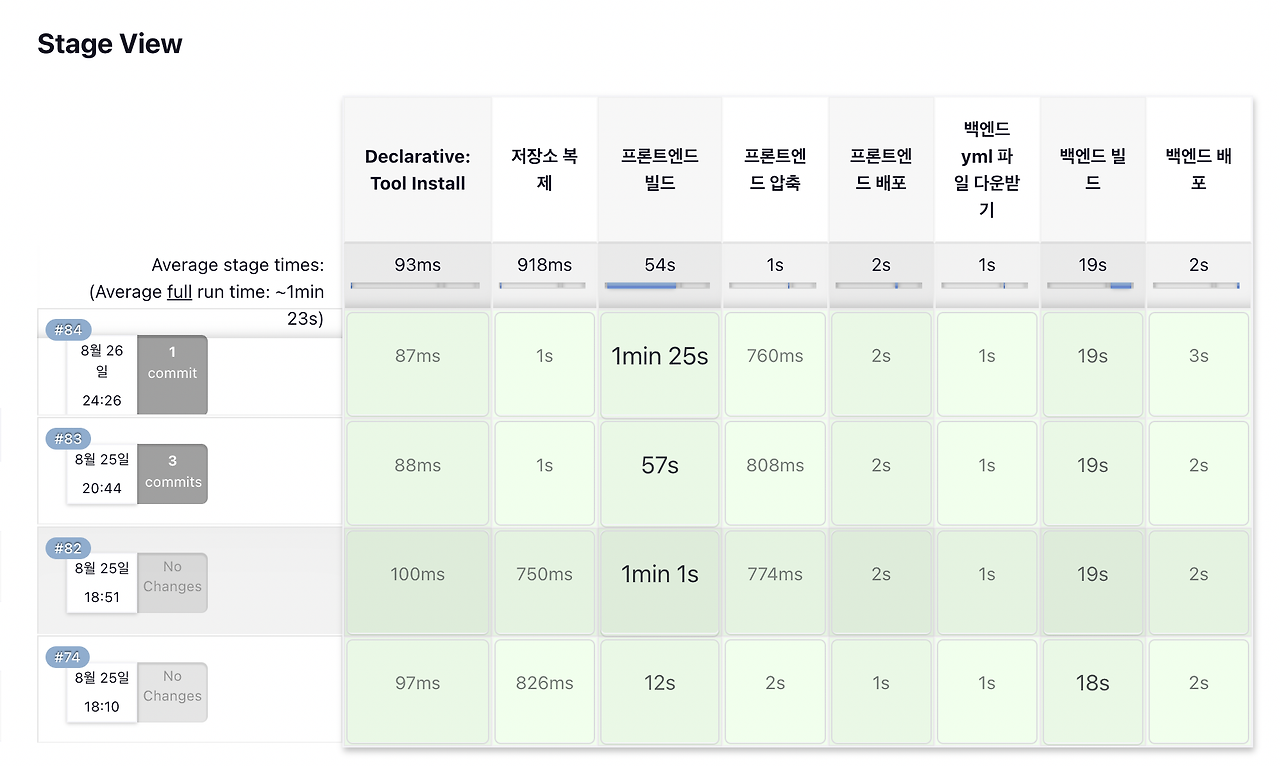 Stage View
Declarative:
Tool Install
저장소 복
제
프론트엔드
빌드
프론트엔
드 압축
프론트엔
드 배포
백엔드
yml 파
일 다운받
기
백엔드 빌
드
백엔드 배
포
Average stage times:
(Average full run time: ~1min
23s)
93ms
918ms
54s
1s
2s
1s
19s
2s
#84
8월 26
일
24:26
1
commit
87ms
1s
1min 25s
760ms
2s
1s
19s
3s
#83
8월 25일
20:44
3
commits
88ms
1s
57s
808ms
2s
1s
19s
2s
#82
8월 25일
18:51
No
Changes
100ms
750ms
1min 1s
774ms
2s
1s
19s
2s
#74
8월 25일
18:10
No
Changes
97ms
826ms
12s
2s
1s
1s
18s
2s